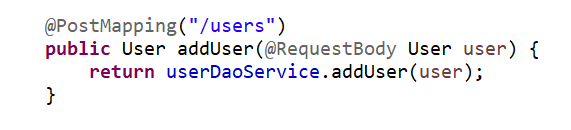 @PostMapping("/users")
public User addUser(@RequestBody User user) {
    return userDaoService.addUser(user);
}